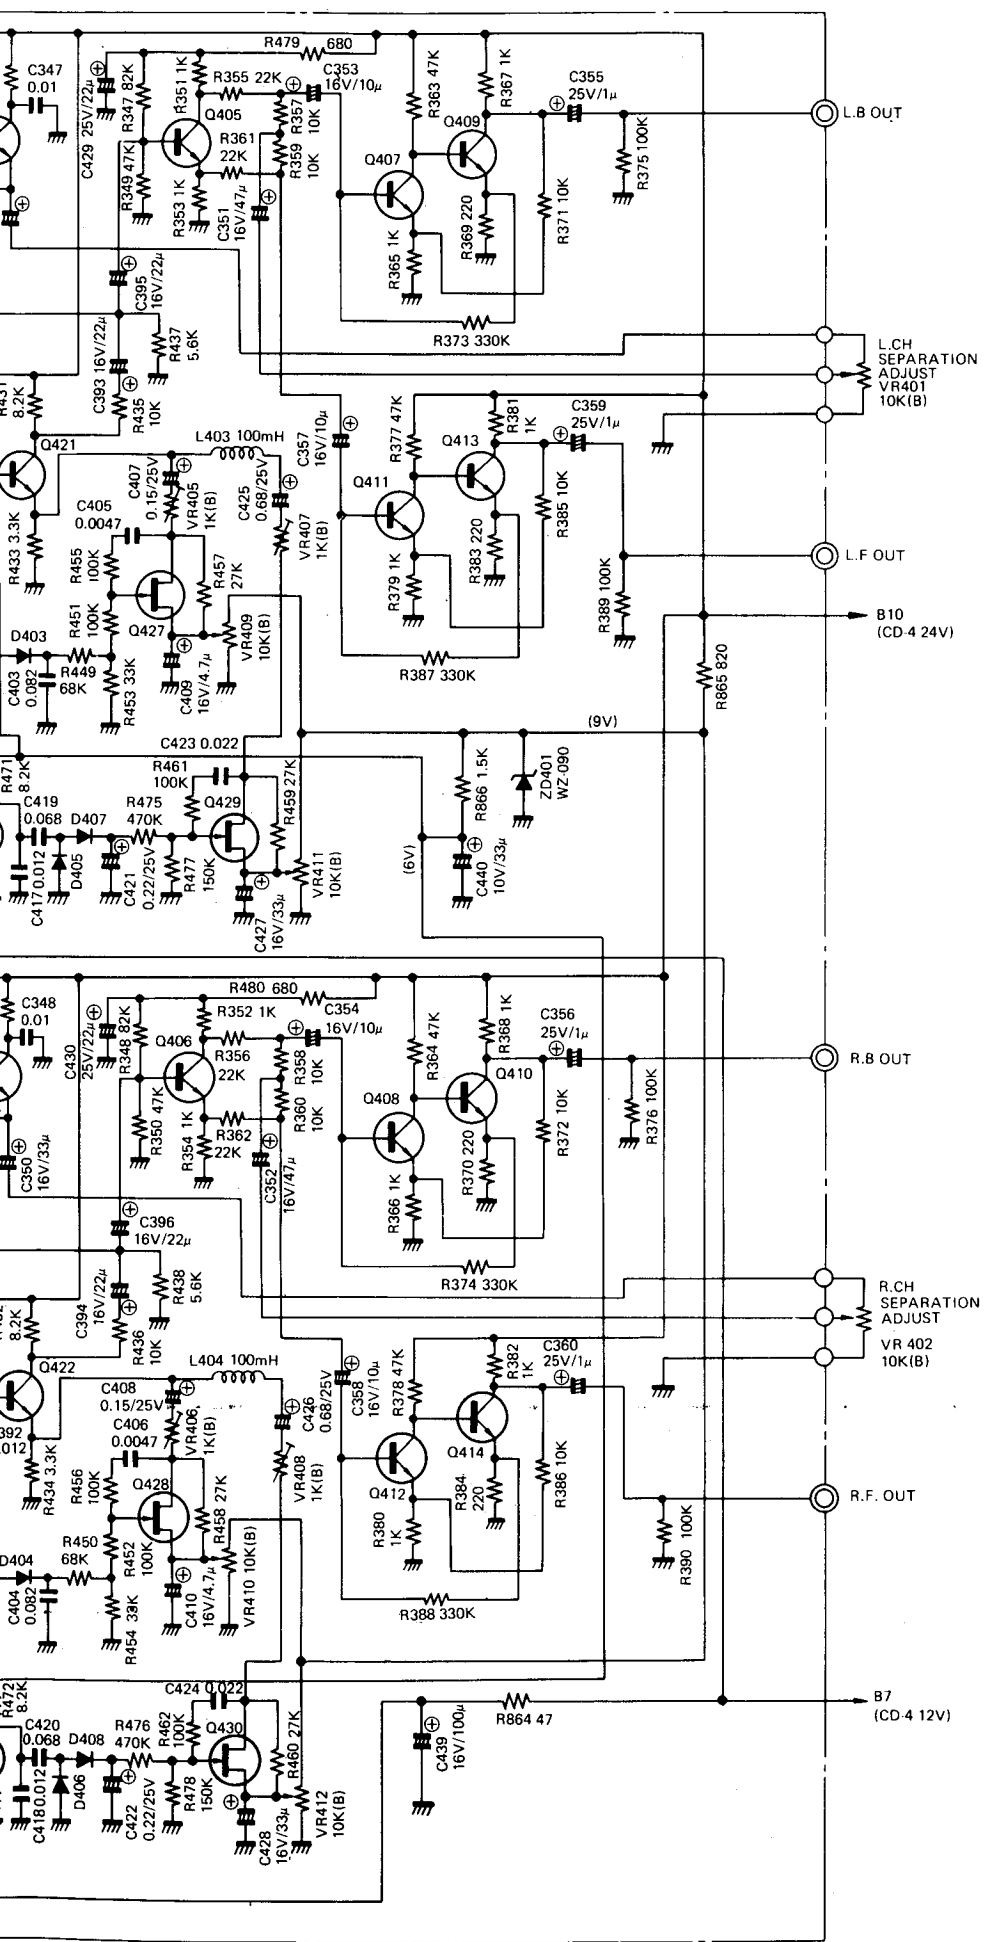 R479 680
C347
0.01
C429 25V/22μ
R347 82K
R351 1K
R355 22K
C353
16V/10μ
R363 47K
R367 1K
C355
25V/1μ
Q405
R357
10K
R361
22K
R359
10K
Q409
Q407
L.B OUT
R375 100K
R349 47K
R353 1K
C351
16V/47μ
R365 1K
R369 220
R371 10K
C395
16V/22μ
R373 330K
R437
5.6K
C393 16V/22μ
R435
10K
8.2K
L.CH
SEPARATION
ADJUST
VR401
10K(B)
Q421
L403 100mH
C357
16V/10μ
R377 47K
R381
1K
C359
25V/1μ
Q413
Q411
C407
0.15/25V
VR405
1K(B)
C425
0.68/25V
VR407
1K(B)
C405
0.0047
R433 3.3K
R455
100K
R457
27K
R385 10K
R383 220
R379 1K
L.F OUT
R389 100K
R451
100K
Q427
VR409
10K(B)
B10
(CD-4 24V)
D403
C403
0.082
R449
68K
R453 33K
C409
16V/4.7μ
R387 330K
R865 820
(9V)
C423 0.022
R471
8.2K
R461
100K
R459 27K
R866 1.5K
ZD401
WZ-090
C419
0.068
D407
R475
470K
Q429
(6V)
C440
10V/33μ
C417 0.012
D405
C421
0.22/25V
R477
150K
VR411
10K(B)
C427
16V/33μ
R480 680
C348
0.01
C430
25V/22μ
R348 82K
R352 1K
C354
16V/10μ
R364 47K
R368 1K
C356
25V/1μ
Q406
R356
22K
R358
10K
R360
10K
Q410
Q408
R.B OUT
R376 100K
R350 47K
R354 1K
R362
22K
C350
16V/33μ
C352
16V/47μ
R366 1K
R370 220
R372 10K
C396
16V/22μ
R374 330K
R438
5.6K
C394
16V/22μ
R436
10K
8.2K
R.CH
SEPARATION
ADJUST
VR 402
10K(B)
Q422
L404 100mH
C358
16V/10μ
R378 47K
R382
1K
C360
25V/1μ
C408
0.15/25V
VR406
1K(B)
C426
0.68/25V
Q414
C406
0.0047
VR408
1K(B)
Q412
R434 3.3K
R456
100K
Q428
R458 27K
R380
1K
R384
220
R386 10K
R.F. OUT
R390 100K
D404
R450
68K
R452
100K
C404
0.082
R454 33K
C410
16V/4.7μ
VR410 10K(B)
R388 330K
C424 0.022
R472
8.2K
R864 47
B7
(CD-4 12V)
C420
0.068
D408
R476
470K
R462
100K
Q430
R460 27K
C439
16V/100μ
C418 0.012
D406
C422
0.22/25V
R478
150K
VR412
10K(B)
C428
16V/33μ